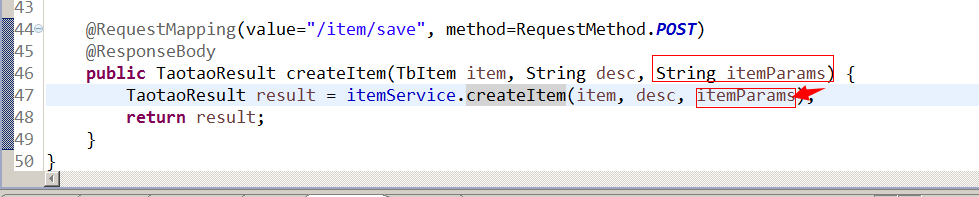 43
44 @RequestMapping(value="/item/save", method=RequestMethod.POST)
45 @ResponseBody
46 public TaotaoResult createItem(TbItem item, String desc, String itemParams) {
47 TaotaoResult result = itemService.createItem(item, desc, itemParams);
48 return result;
49 }
50 }